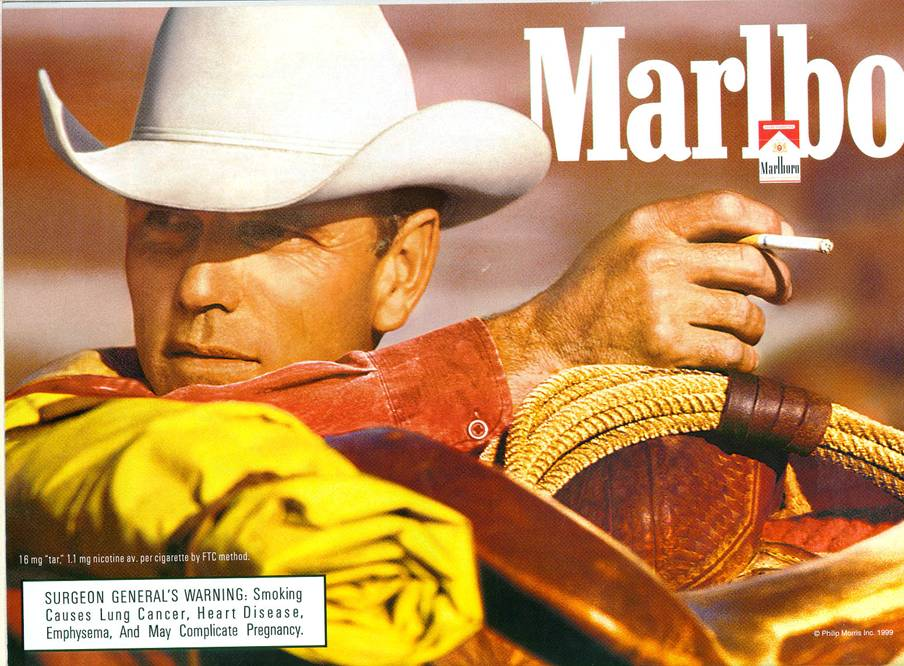 Marlbo
Marlboro
16 mg "tar," 1.1 mg nicotine av. per cigarette by FTC method.
SURGEON GENERAL'S WARNING: Smoking
Causes Lung Cancer, Heart Disease,
Emphysema, And May Complicate Pregnancy.
© Philip Morris Inc. 1999